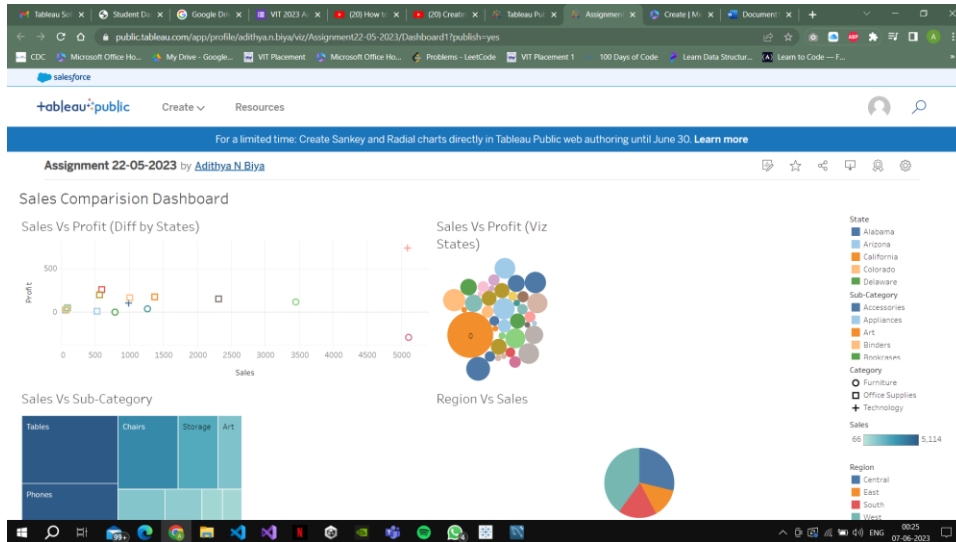 Tableau Sof
Student Da
Google Driv
VIT 2023 A
(20) How to
(20) Creatin
Tableau Pub
Assignment
Create | Mi
Document
public.tableau.com/app/profile/adithya.n.biya/viz/Assignment22-05-2023/Dashboard1?publish=yes
CDC
Microsoft Office Ho...
My Drive - Google...
VIT Placement
Microsoft Office Ho...
Problems - LeetCode
VIT Placement 1
100 Days of Code
Learn Data Structur...
Learn to Code — F...
salesforce
+ableau public
Create
Resources
For a limited time: Create Sankey and Radial charts directly in Tableau Public web authoring until June 30. Learn more
Assignment 22-05-2023 by Adithya N Biya
Sales Comparision Dashboard
Sales Vs Profit (Diff by States)
Profit
500
0
0 500 1000 1500 2000 2500 3000 3500 4000 4500 5000
Sales
Sales Vs Profit (Viz
States)
0
Sales Vs Sub-Category
Tables
Chairs
Storage
Art
Phones
Region Vs Sales
State
Alabama
Arizona
California
Colorado
Delaware
Sub-Category
Accessories
Appliances
Art
Binders
Bookcases
Category
Furniture
Office Supplies
Technology
Sales
66 5,114
Region
Central
East
South
West
99+
ENG
00:25
07-06-2023